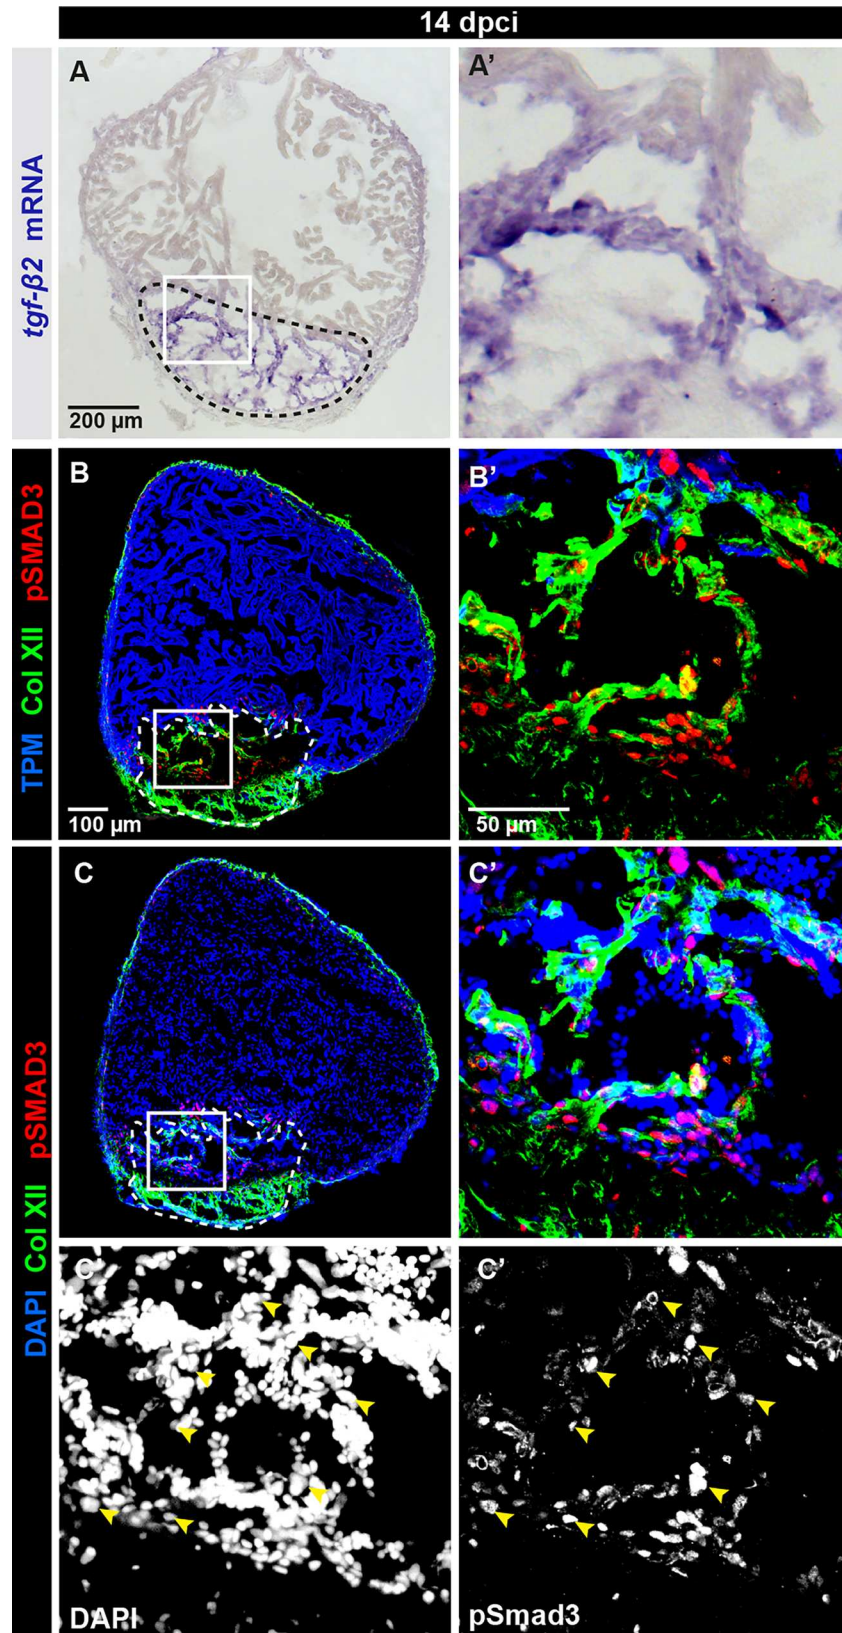 14 dpci
tgf-β2 mRNA
A
A’
200 µm
TPM Col XII pSMAD3
B
B’
100 µm
50 µm
DAPI Col XII pSMAD3
C
C’
C’
C’
DAPI
pSmad3